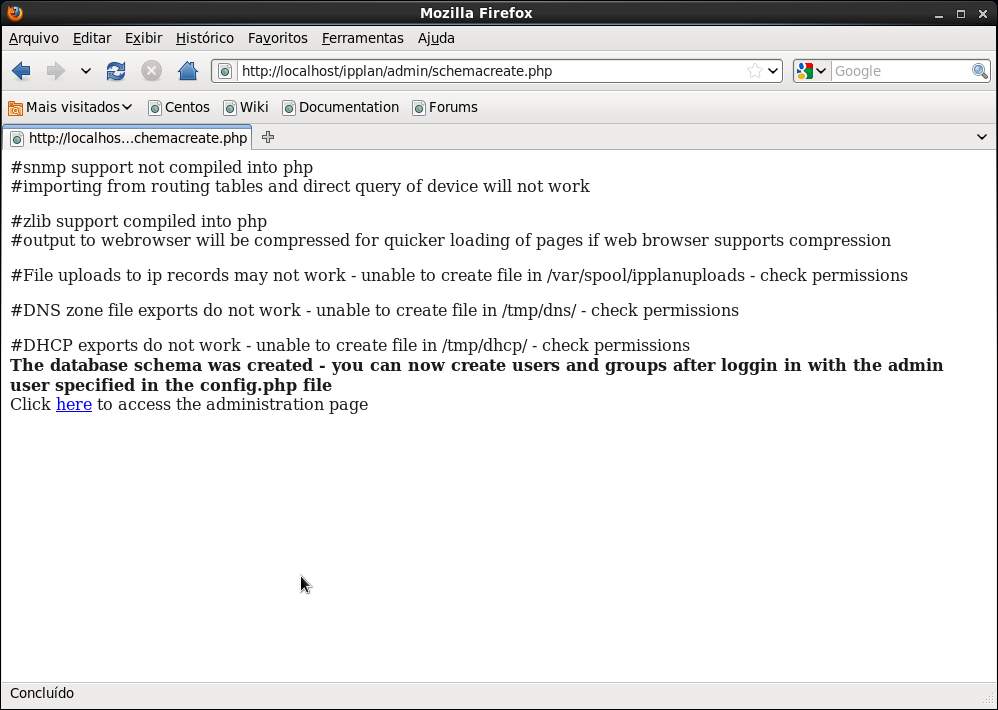 Mozilla Firefox
Arquivo Editar Exibir Histórico Favoritos Ferramentas Ajuda
http://localhost/ipplan/admin/schemacreate.php Google
Mais visitados Centos Wiki Documentation Forums
http://localhos...chemacreate.php
#snmp support not compiled into php
#importing from routing tables and direct query of device will not work
#zlib support compiled into php
#output to webrowser will be compressed for quicker loading of pages if web browser supports compression
#File uploads to ip records may not work - unable to create file in /var/spool/ipplanuploads - check permissions
#DNS zone file exports do not work - unable to create file in /tmp/dns/ - check permissions
#DHCP exports do not work - unable to create file in /tmp/dhcp/ - check permissions
The database schema was created - you can now create users and groups after loggin in with the admin
user specified in the config.php file
Click here to access the administration page
Concluído